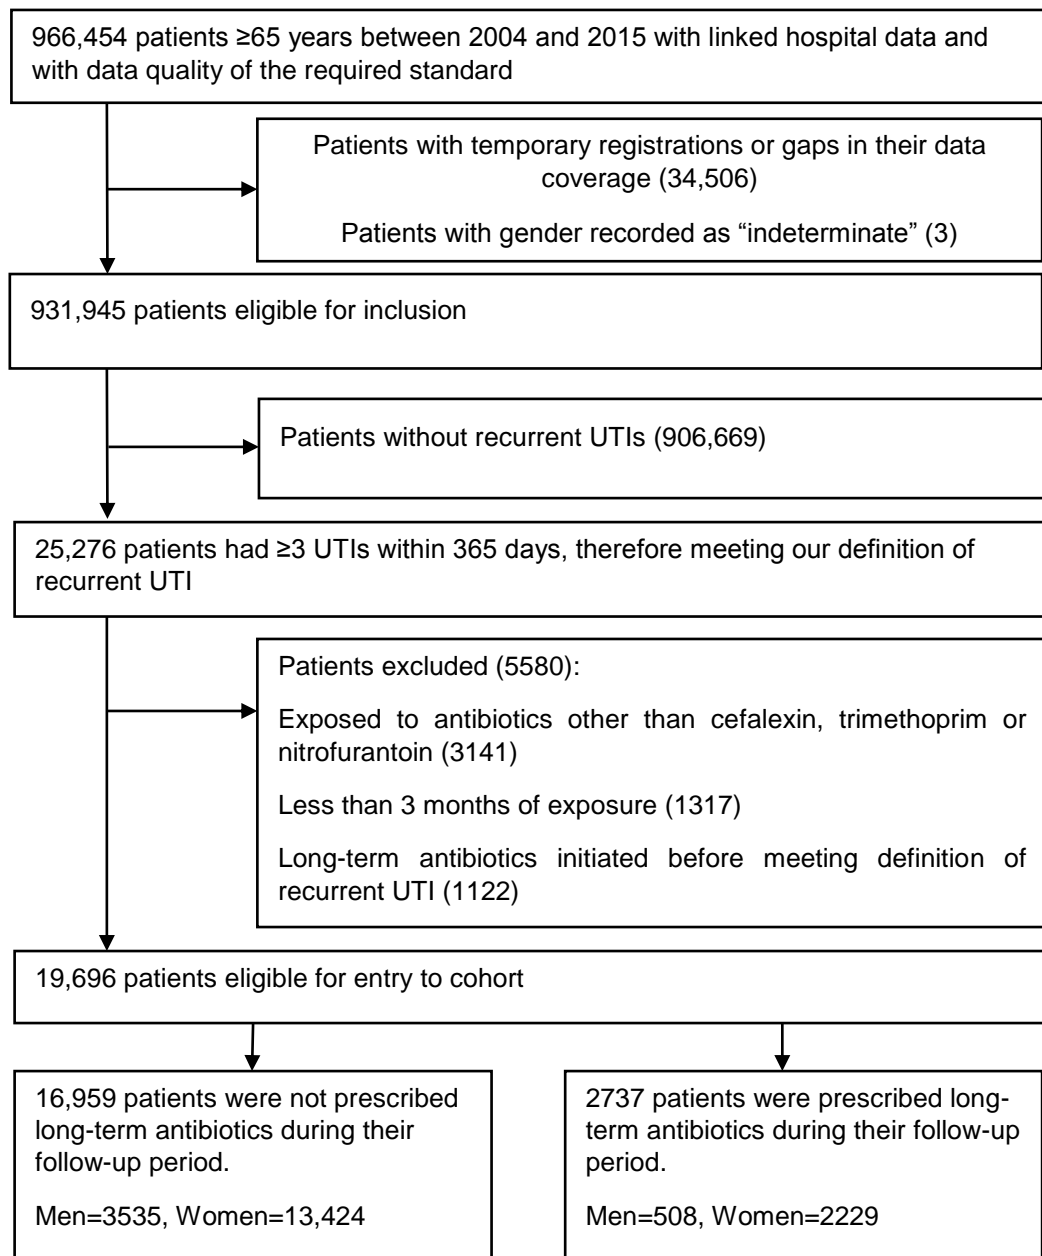 966,454 patients ≥65 years between 2004 and 2015 with linked hospital data and
with data quality of the required standard
Patients with temporary registrations or gaps in their data
coverage (34,506)
Patients with gender recorded as “indeterminate” (3)
931,945 patients eligible for inclusion
Patients without recurrent UTIs (906,669)
25,276 patients had ≥3 UTIs within 365 days, therefore meeting our definition of
recurrent UTI
Patients excluded (5580):
Exposed to antibiotics other than cefalexin, trimethoprim or
nitrofurantoin (3141)
Less than 3 months of exposure (1317)
Long-term antibiotics initiated before meeting definition of
recurrent UTI (1122)
19,696 patients eligible for entry to cohort
16,959 patients were not prescribed
long-term antibiotics during their
follow-up period.
Men=3535, Women=13,424
2737 patients were prescribed long-
term antibiotics during their follow-up
period.
Men=508, Women=2229